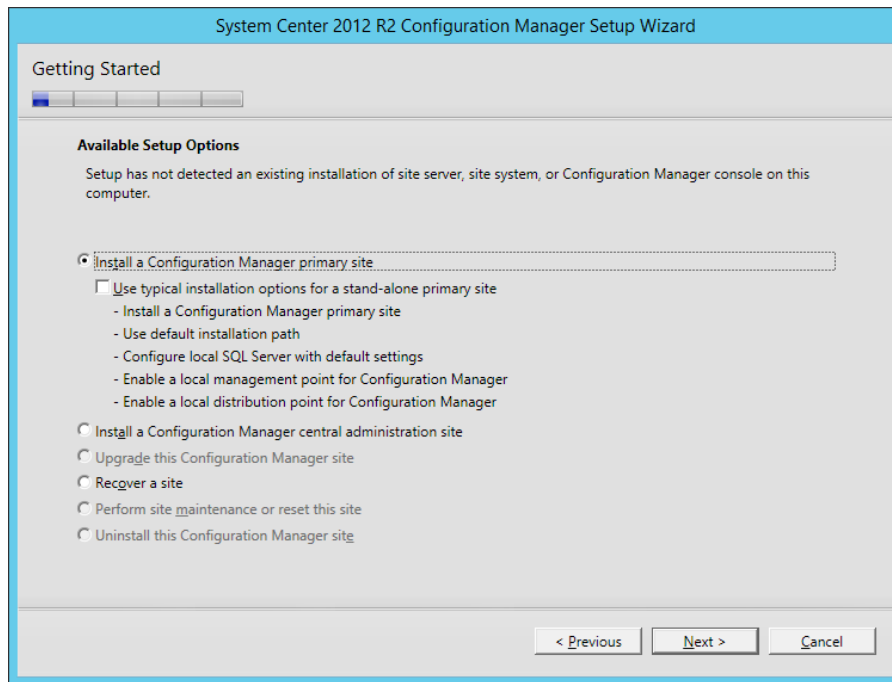 System Center 2012 R2 Configuration Manager Setup Wizard
Getting Started
Available Setup Options
Setup has not detected an existing installation of site server, site system, or Configuration Manager console on this
computer.
Install a Configuration Manager primary site
Use typical installation options for a stand-alone primary site
- Install a Configuration Manager primary site
- Use default installation path
- Configure local SQL Server with default settings
- Enable a local management point for Configuration Manager
- Enable a local distribution point for Configuration Manager
Install a Configuration Manager central administration site
Upgrade this Configuration Manager site
Recover a site
Perform site maintenance or reset this site
Uninstall this Configuration Manager site
< Previous
Next >
Cancel